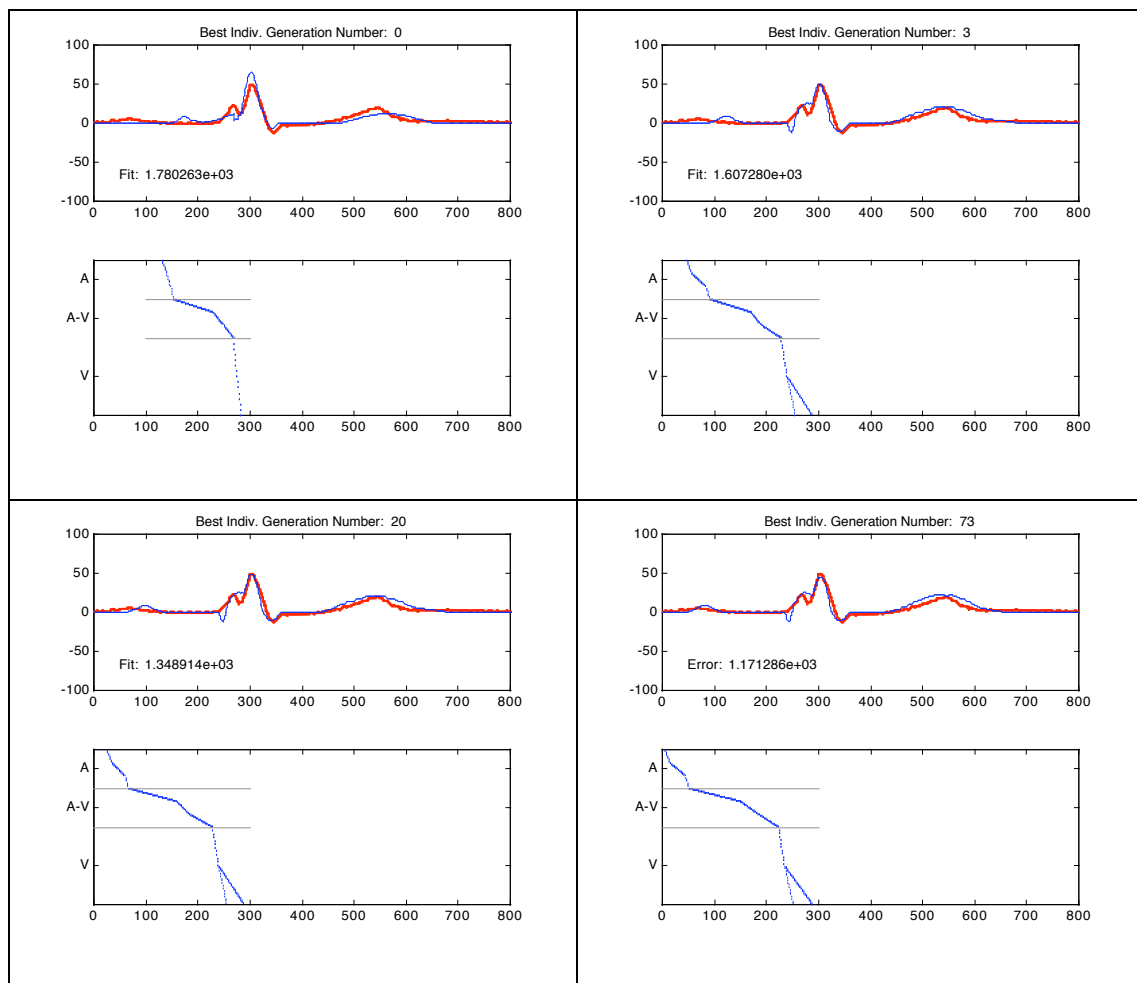 Best Indiv. Generation Number: 0
100
50
0
-50
-100
Fit: 1.780263e+03
0 100 200 300 400 500 600 700 800
A
A-V
V
0 100 200 300 400 500 600 700 800
Best Indiv. Generation Number: 3
100
50
0
-50
-100
Fit: 1.607280e+03
0 100 200 300 400 500 600 700 800
A
A-V
V
0 100 200 300 400 500 600 700 800
Best Indiv. Generation Number: 20
100
50
0
-50
-100
Fit: 1.348914e+03
0 100 200 300 400 500 600 700 800
A
A-V
V
0 100 200 300 400 500 600 700 800
Best Indiv. Generation Number: 73
100
50
0
-50
-100
Error: 1.171286e+03
0 100 200 300 400 500 600 700 800
A
A-V
V
0 100 200 300 400 500 600 700 800